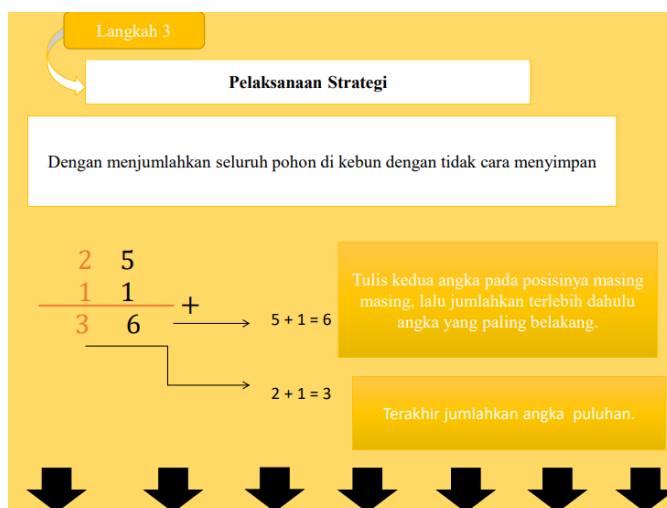 Langkah 3
Pelaksanaan Strategi
Dengan menjumlahkan seluruh pohon di kebun dengan tidak cara menyimpan
2 5
1 1
+
3 6
5 + 1 = 6
Tulis kedua angka pada posisinya masing
masing, lalu jumlahkan terlebih dahulu
angka yang paling belakang.
2 + 1 = 3
Terakhir jumlahkan angka puluhan.